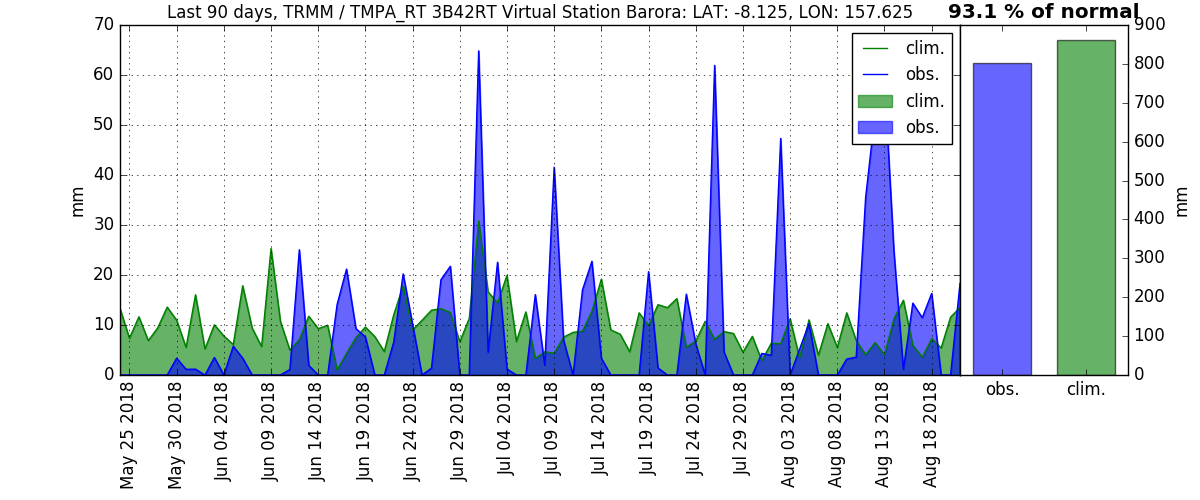 Last 90 days, TRMM / TMPA_RT 3B42RT Virtual Station Barora: LAT: -8.125, LON: 157.625
93.1 % of normal
mm
70
60
50
40
30
20
10
0
clim.
obs.
clim.
obs.
May 25 2018
May 30 2018
Jun 04 2018
Jun 09 2018
Jun 14 2018
Jun 19 2018
Jun 24 2018
Jun 29 2018
Jul 04 2018
Jul 09 2018
Jul 14 2018
Jul 19 2018
Jul 24 2018
Jul 29 2018
Aug 03 2018
Aug 08 2018
Aug 13 2018
Aug 18 2018
900
800
700
600
500
400
300
200
100
0
mm
obs.
clim.